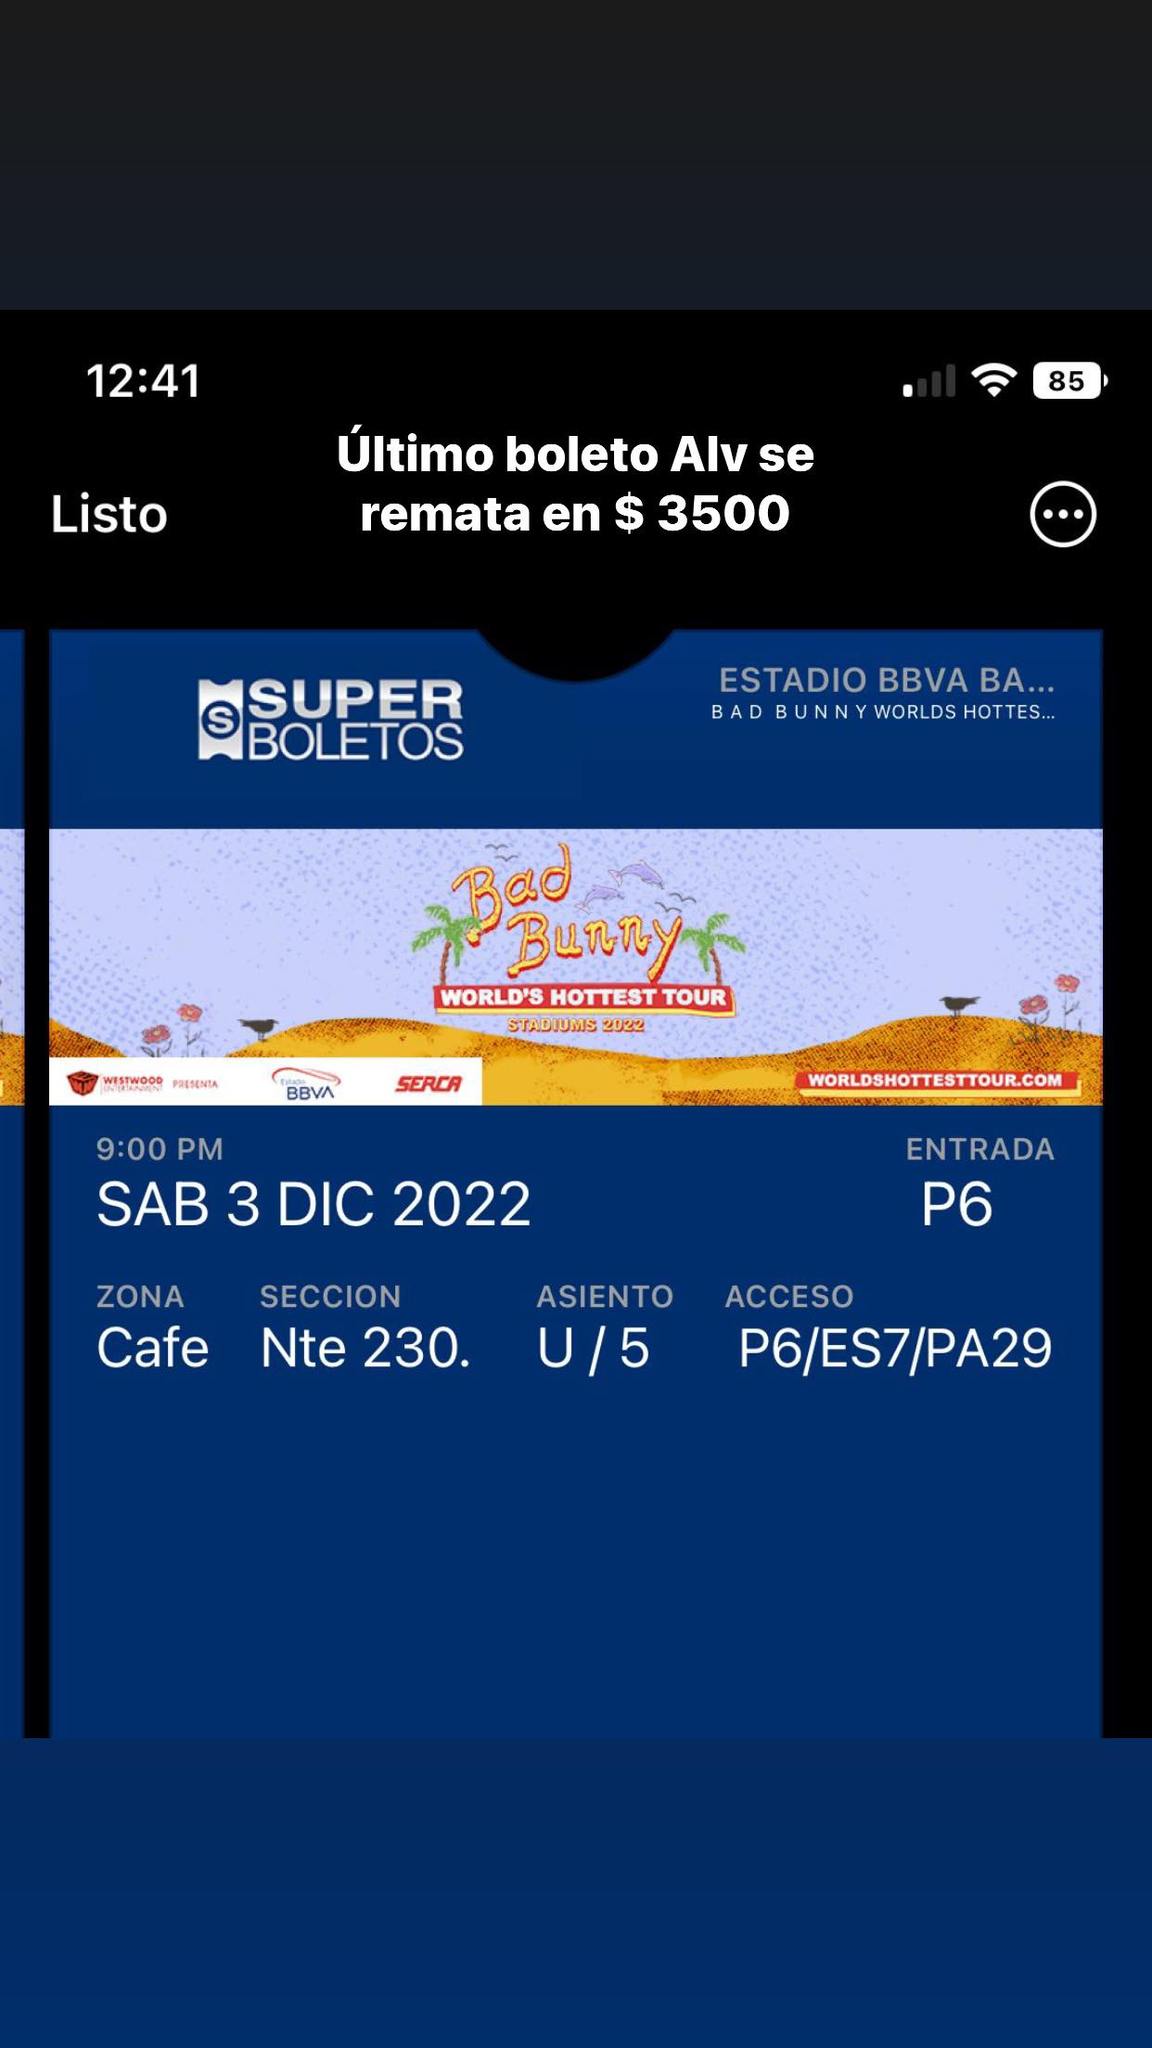 12:41
85
Último boleto Alv se
remata en $ 3500
Listo
SUPER
BOLETOS
S
ESTADIO BBVA BA...
BAD BUNNY WORLDS HOTTES...
Bad
Bunny
WORLD'S HOTTEST TOUR
STADIUMS 2022
WESTWOOD
ENTERTAINMENT
PRESENTA
Estadio
BBVA
SERCA
WORLDSHOTTESTTOUR.COM
9:00 PM
ENTRADA
SAB 3 DIC 2022
P6
ZONA SECCION ASIENTO ACCESO
Cafe Nte 230. U / 5 P6/ES7/PA29